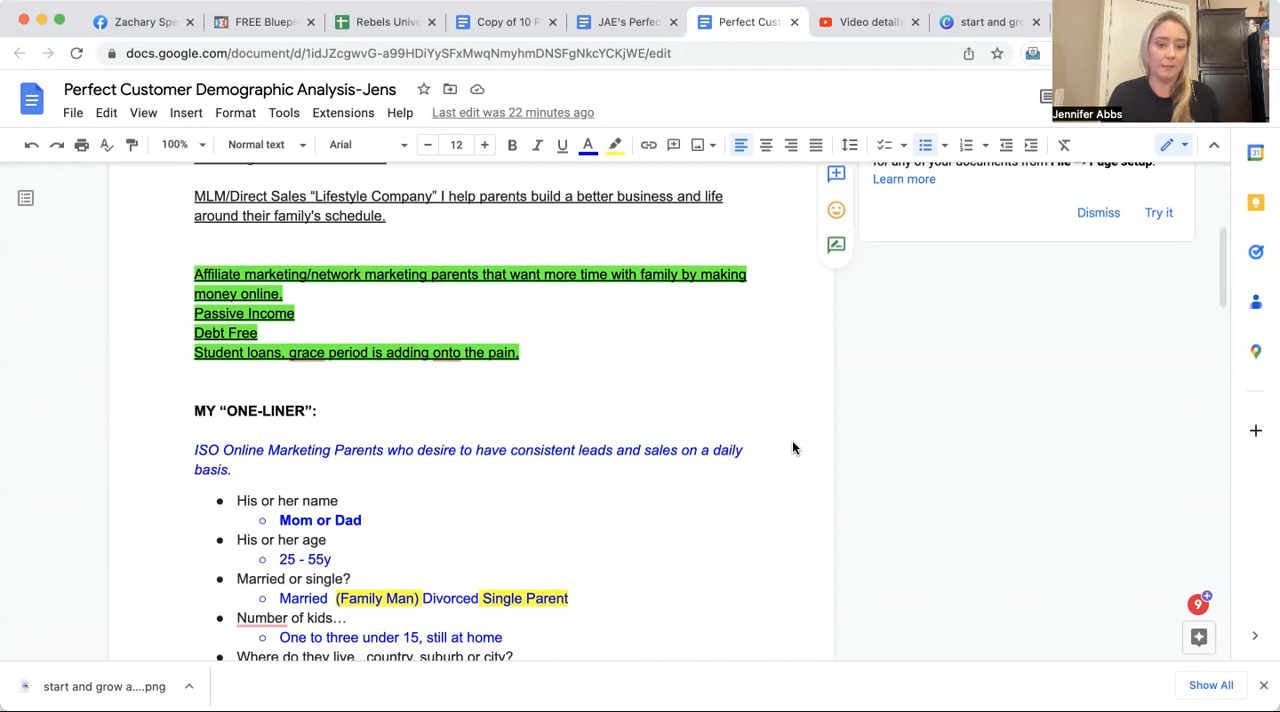 Zachary Spe
FREE Bluepri
Rebels Unive
Copy of 10 P
JAE's Perfec
Perfect Cust
Video details
start and gro
docs.google.com/document/d/1idJZcgwvG-a99HDiYySFxMwqNmyhmDNSFgNkcYCKjWE/edit
Perfect Customer Demographic Analysis-Jens
File Edit View Insert Format Tools Extensions Help Last edit was 22 minutes ago
Jennifer Abbs
100% Normal text Arial 12
for any of your documents from File → Page setup.
Learn more
Dismiss Try it
MLM/Direct Sales “Lifestyle Company” I help parents build a better business and life
around their family's schedule.
Affiliate marketing/network marketing parents that want more time with family by making
money online.
Passive Income
Debt Free
Student loans, grace period is adding onto the pain,
MY “ONE-LINER”:
ISO Online Marketing Parents who desire to have consistent leads and sales on a daily
basis.
● His or her name
○ Mom or Dad
● His or her age
○ 25 - 55y
● Married or single?
○ Married (Family Man) Divorced Single Parent
● Number of kids…
○ One to three under 15, still at home
● Where do they live...country, suburb or city?
9
start and grow a....png
Show All